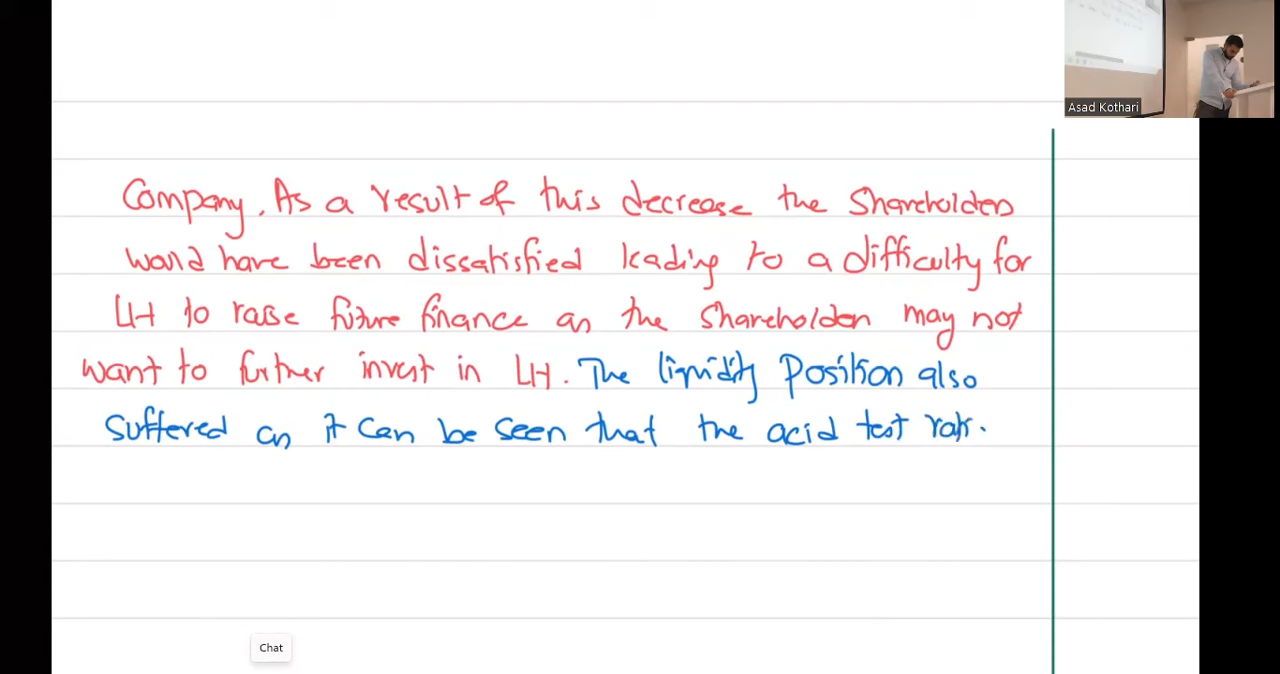 Asad Kothari
Company. As a result of this decrease the Shareholders
would have been dissatisfied leading to a difficulty for
LH to raise future finance as the shareholders may not
want to further invest in LH. The liquidity Position also
suffered as it can be seen that the acid test
Chat